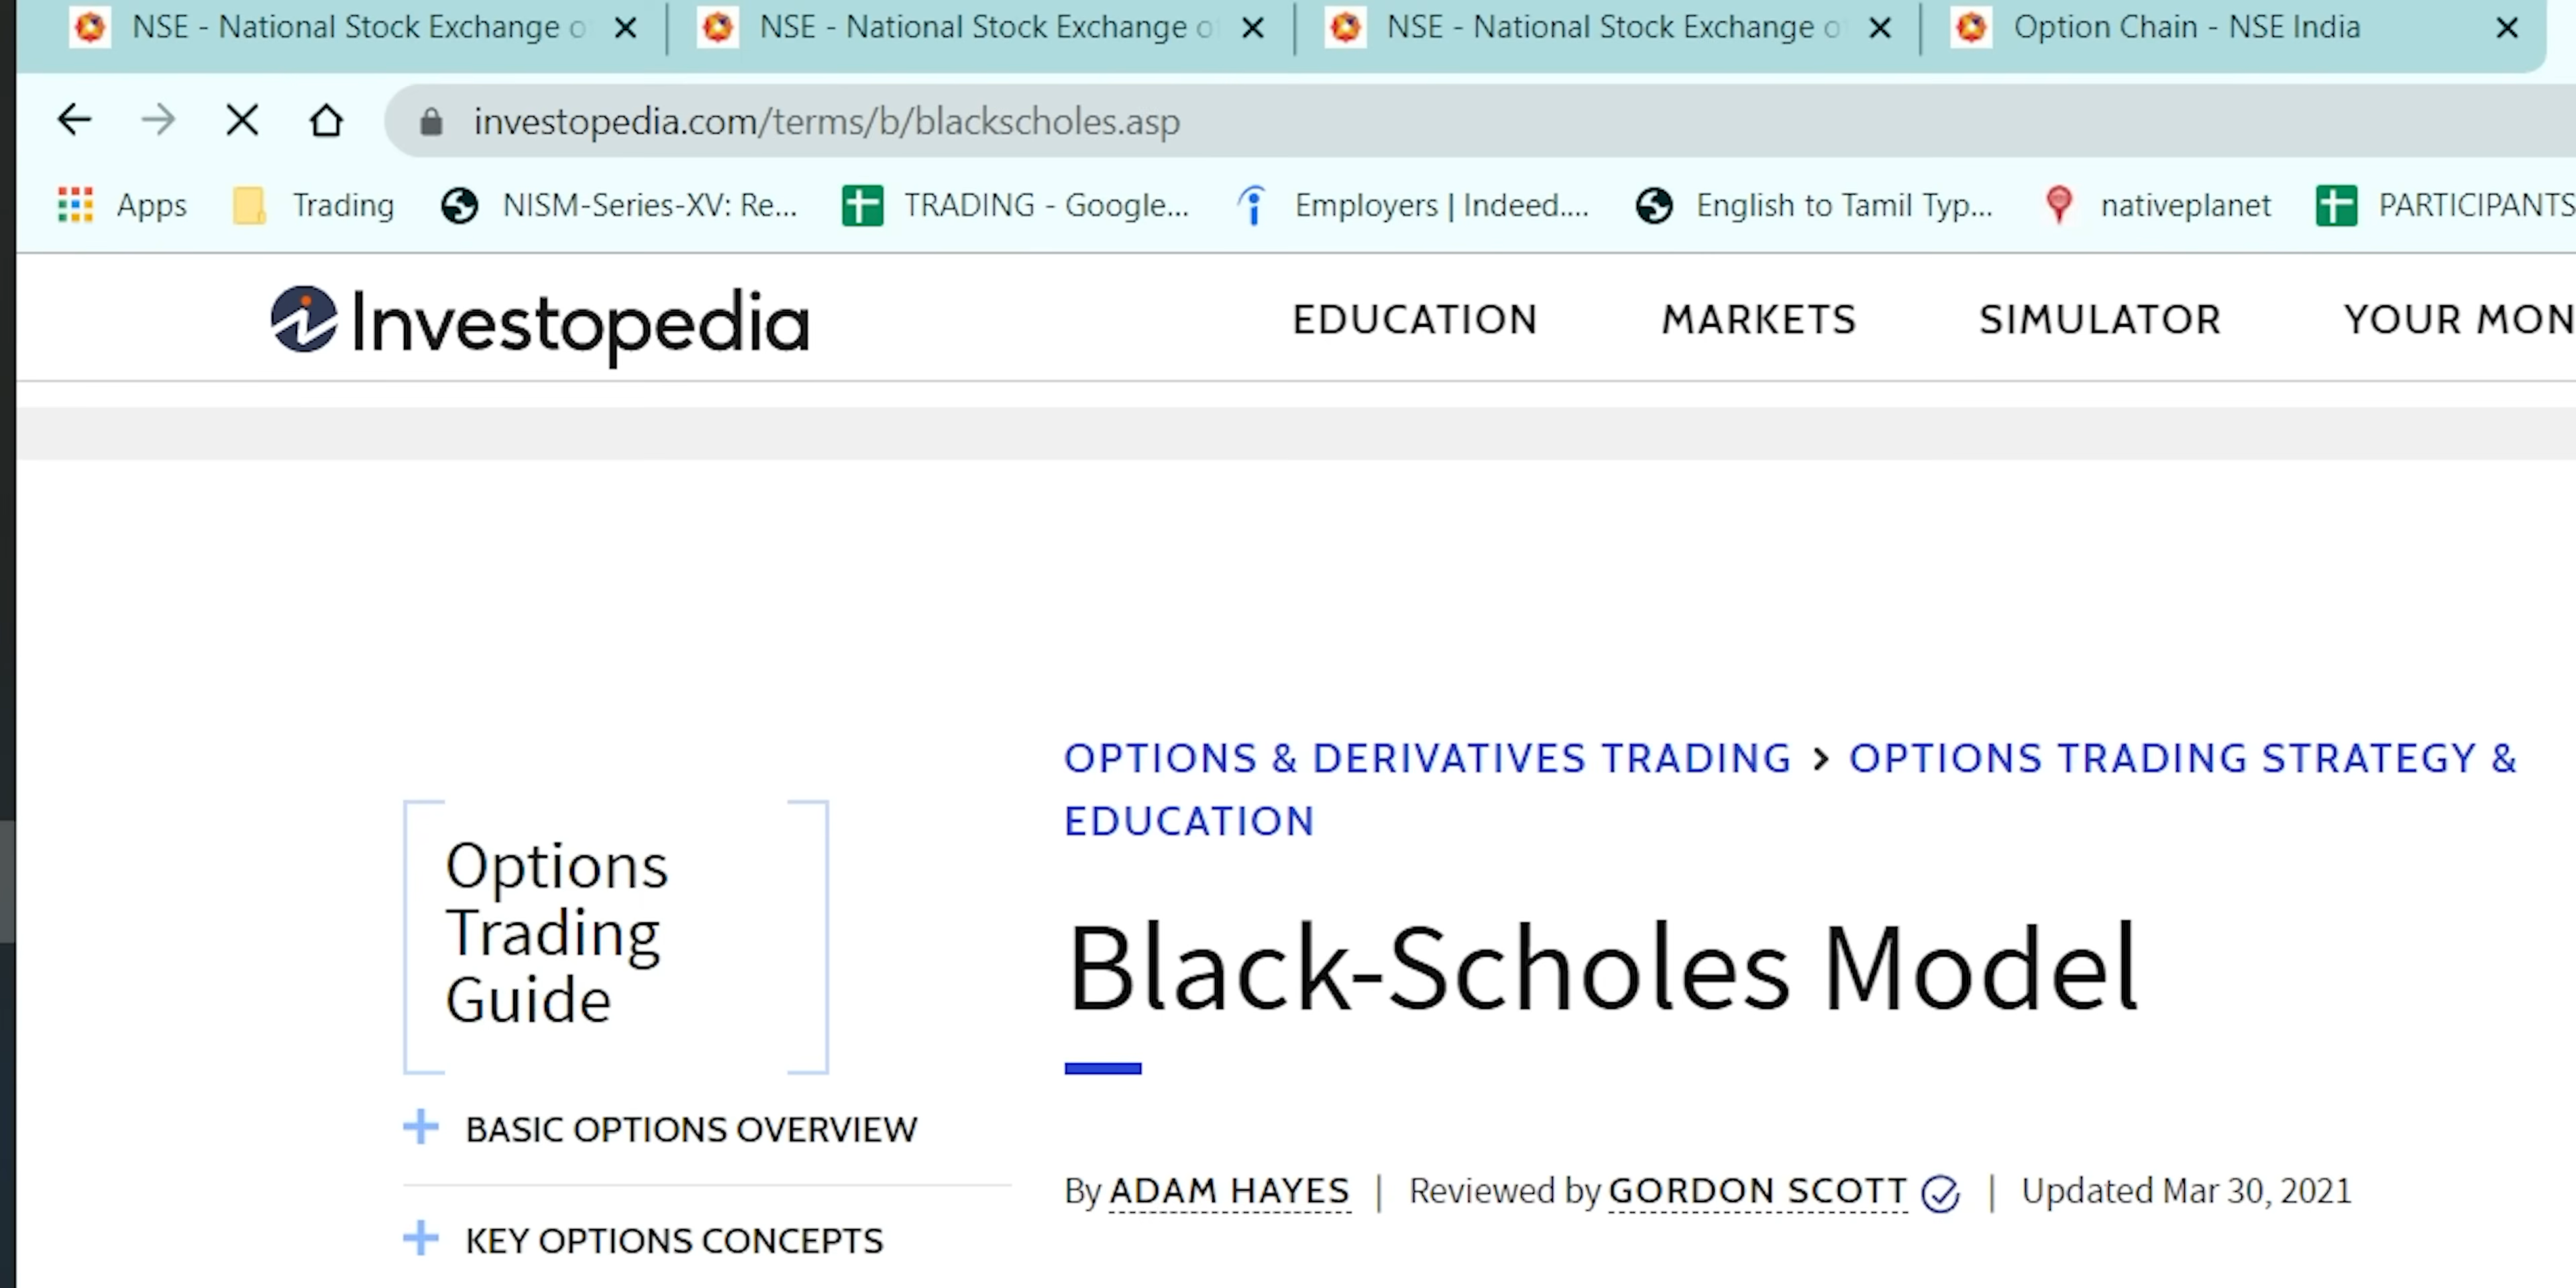 NSE - National Stock Exchange o
NSE - National Stock Exchange o
NSE - National Stock Exchange o
Option Chain - NSE India
investopedia.com/terms/b/blackscholes.asp
Apps
Trading
NISM-Series-XV: Re...
TRADING - Google...
Employers | Indeed....
English to Tamil Typ...
nativeplanet
PARTICIPANTS
Investopedia
EDUCATION
MARKETS
SIMULATOR
YOUR MON
OPTIONS & DERIVATIVES TRADING > OPTIONS TRADING STRATEGY &
EDUCATION
Options
Trading
Guide
Black-Scholes Model
BASIC OPTIONS OVERVIEW
By ADAM HAYES | Reviewed by GORDON SCOTT | Updated Mar 30, 2021
KEY OPTIONS CONCEPTS